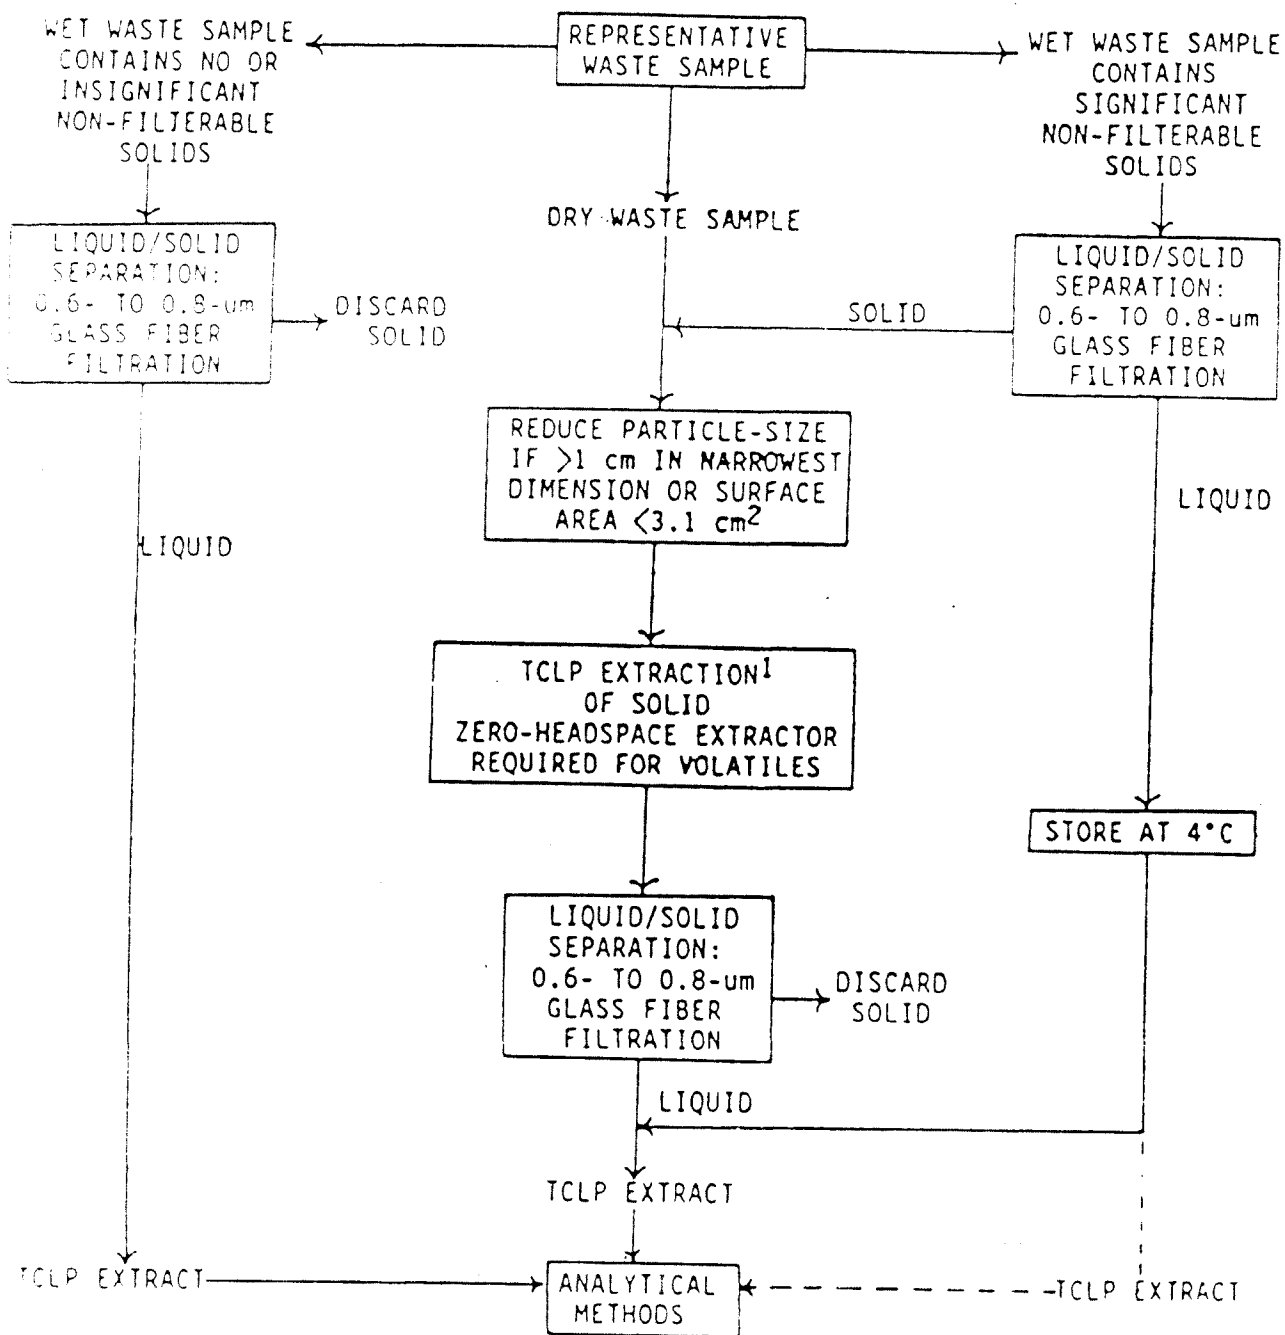 REPRESENTATIVE
WASTE SAMPLE
WET WASTE SAMPLE
CONTAINS NO OR
INSIGNIFICANT
NON-FILTERABLE
SOLIDS
WET WASTE SAMPLE
CONTAINS
SIGNIFICANT
NON-FILTERABLE
SOLIDS
DRY WASTE SAMPLE
LIQUID/SOLID
SEPARATION:
0.6- TO 0.8-um
GLASS FIBER
FILTRATION
DISCARD
SOLID
SOLID
LIQUID/SOLID
SEPARATION:
0.6- TO 0.8-um
GLASS FIBER
FILTRATION
REDUCE PARTICLE-SIZE
IF >1 cm IN NARROWEST
DIMENSION OR SURFACE
AREA <3.1 cm²
LIQUID
LIQUID
TCLP EXTRACTION¹
OF SOLID
ZERO-HEADSPACE EXTRACTOR
REQUIRED FOR VOLATILES
STORE AT 4°C
LIQUID/SOLID
SEPARATION:
0.6- TO 0.8-um
GLASS FIBER
FILTRATION
DISCARD
SOLID
LIQUID
TCLP EXTRACT
TCLP EXTRACT
ANALYTICAL
METHODS
TCLP EXTRACT